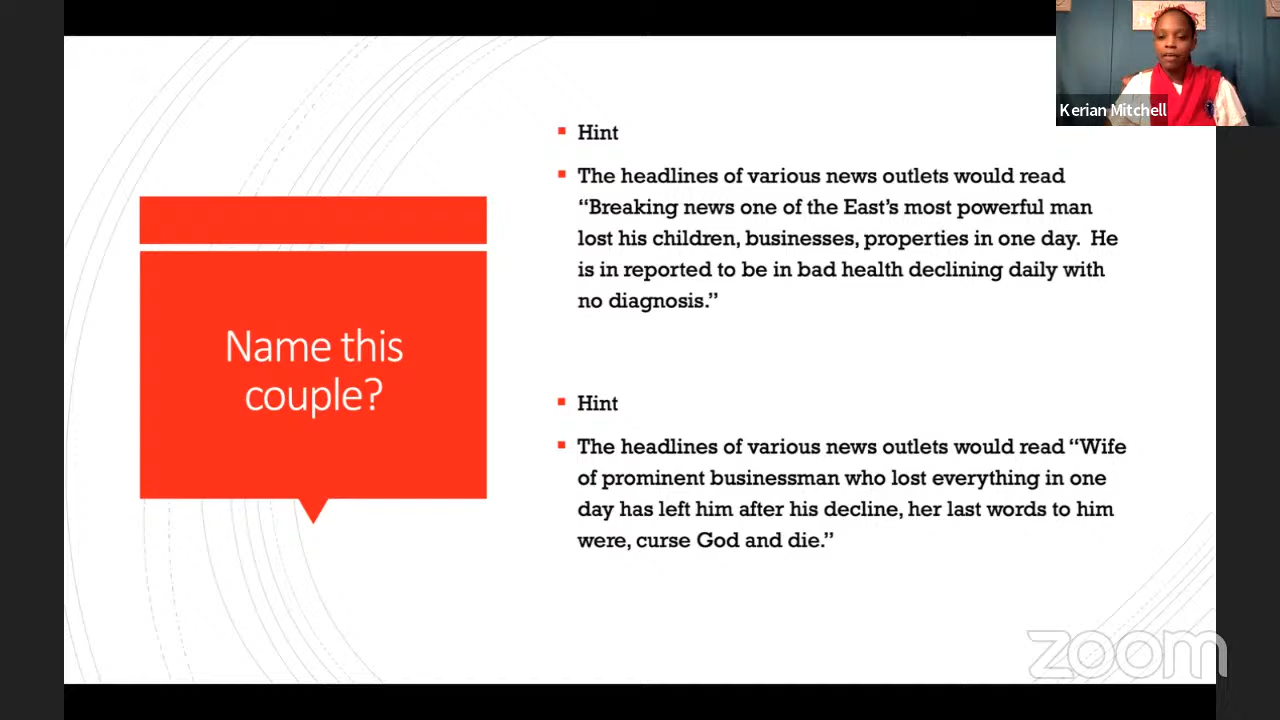 Kerian Mitchell
Name this
couple?
Hint
The headlines of various news outlets would read
“Breaking news one of the East’s most powerful man
lost his children, businesses, properties in one day.  He
is in reported to be in bad health declining daily with
no diagnosis.”
Hint
The headlines of various news outlets would read “Wife
of prominent businessman who lost everything in one
day has left him after his decline, her last words to him
were, curse God and die.”
zoom